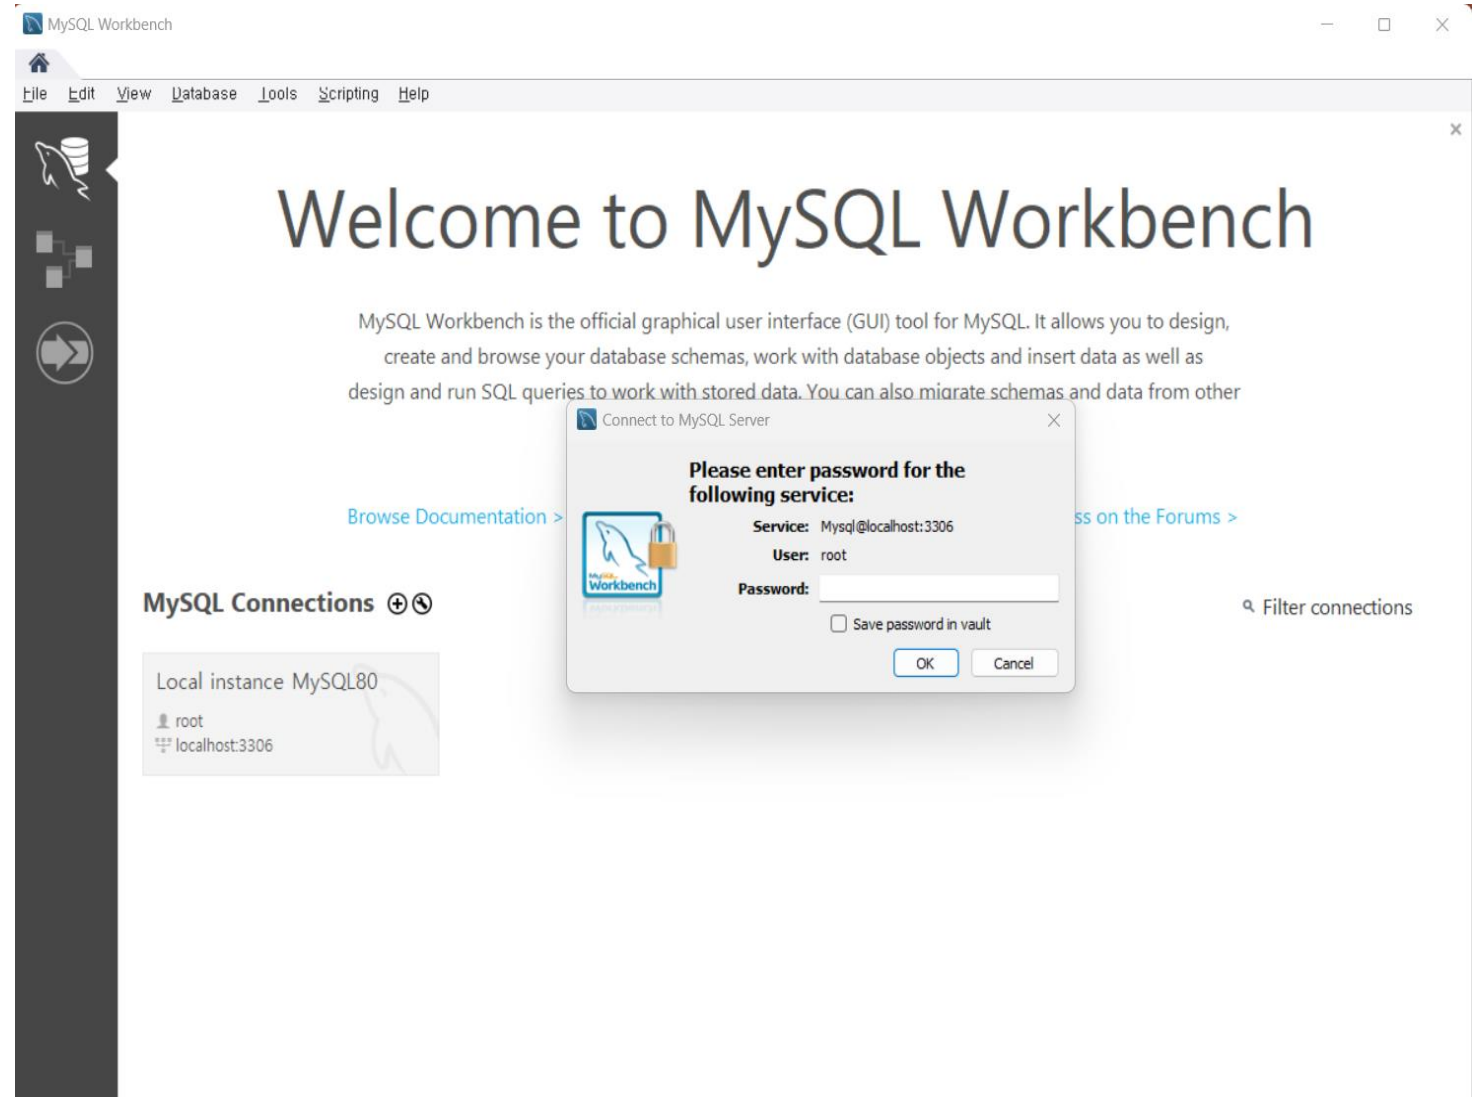 MySQL Workbench
File Edit View Database Tools Scripting Help
Welcome to MySQL Workbench
MySQL Workbench is the official graphical user interface (GUI) tool for MySQL. It allows you to design,
create and browse your database schemas, work with database objects and insert data as well as
design and run SQL queries to work with stored data. You can also migrate schemas and data from other
Connect to MySQL Server
Please enter password for the
following service:
Service: Mysql@localhost:3306
User: root
Password:
Save password in vault
OK Cancel
MySQL
Workbench
Browse Documentation >
ss on the Forums >
MySQL Connections
Filter connections
Local instance MySQL80
root
localhost:3306